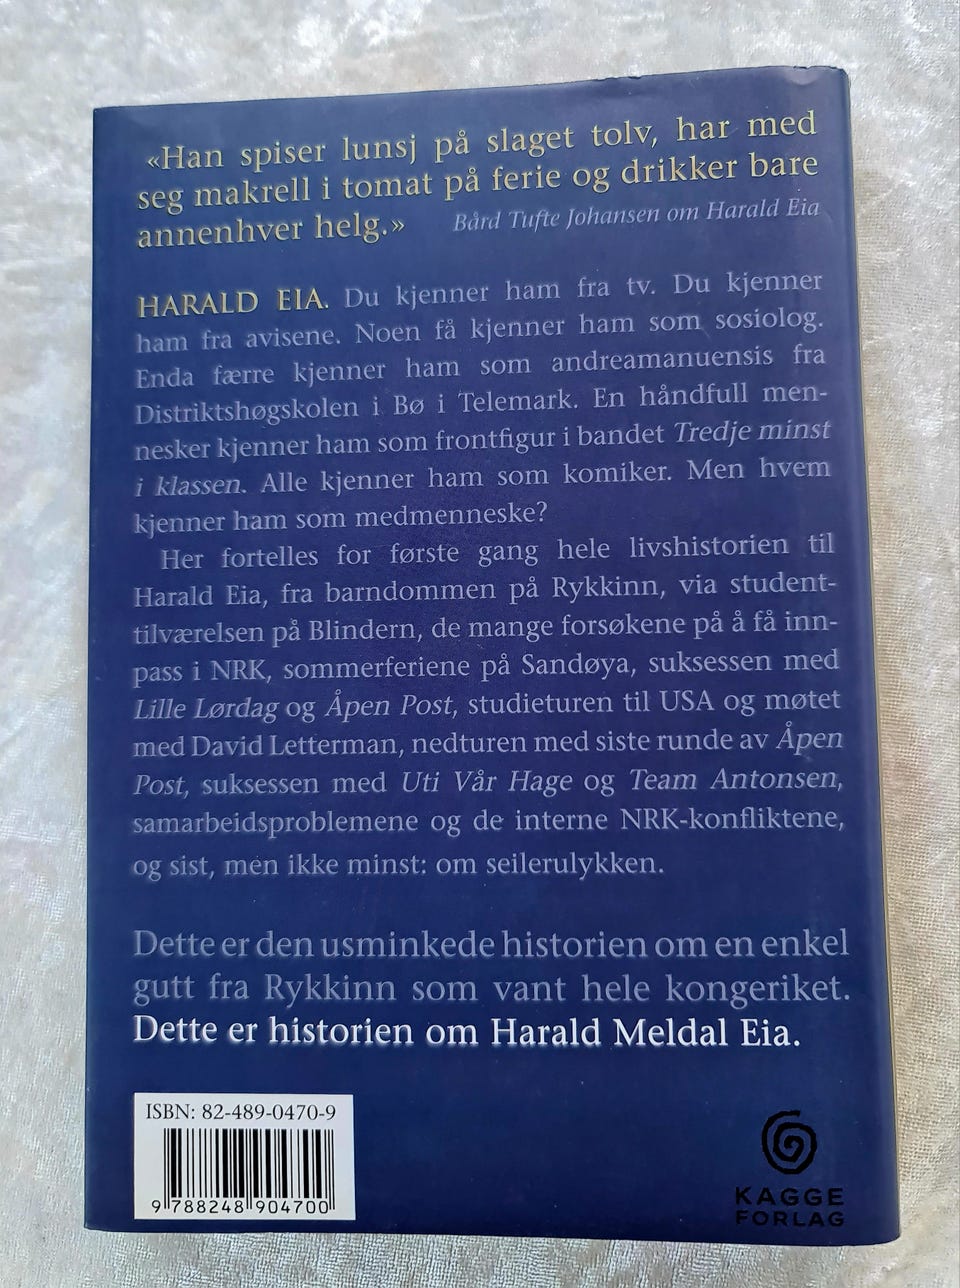 «Han spiser lunsj på slaget tolv, har med
seg makrell i tomat på ferie og drikker bare
annenhver helg.» Bård Tufte Johansen om Harald Eia
HARALD EIA. Du kjenner ham fra tv. Du kjenner
ham fra avisene. Noen få kjenner ham som sosiolog.
Enda færre kjenner ham som andreamanuensis fra
Distriktshøgskolen i Bø i Telemark. En håndfull men-
nesker kjenner ham som frontfigur i bandet Tredje minst
i klassen. Alle kjenner ham som komiker. Men hvem
kjenner ham som medmenneske?
Her fortelles for første gang hele livshistorien til
Harald Eia, fra barndommen på Rykkinn, via student-
tilværelsen på Blindern, de mange forsøkene på å få inn-
pass i NRK, sommerferiene på Sandøya, suksessen med
Lille Lørdag og Åpen Post, studieturen til USA og møtet
med David Letterman, nedturen med siste runde av Åpen
Post, suksessen med Uti Vår Hage og Team Antonsen,
samarbeidsproblemene og de interne NRK-konfliktene,
og sist, men ikke minst: om seilerulykken.
Dette er den usminkede historien om en enkel
gutt fra Rykkinn som vant hele kongeriket.
Dette er historien om Harald Meldal Eia.
ISBN: 82-489-0470-9
9 788248 904700
KAGGE
FORLAG